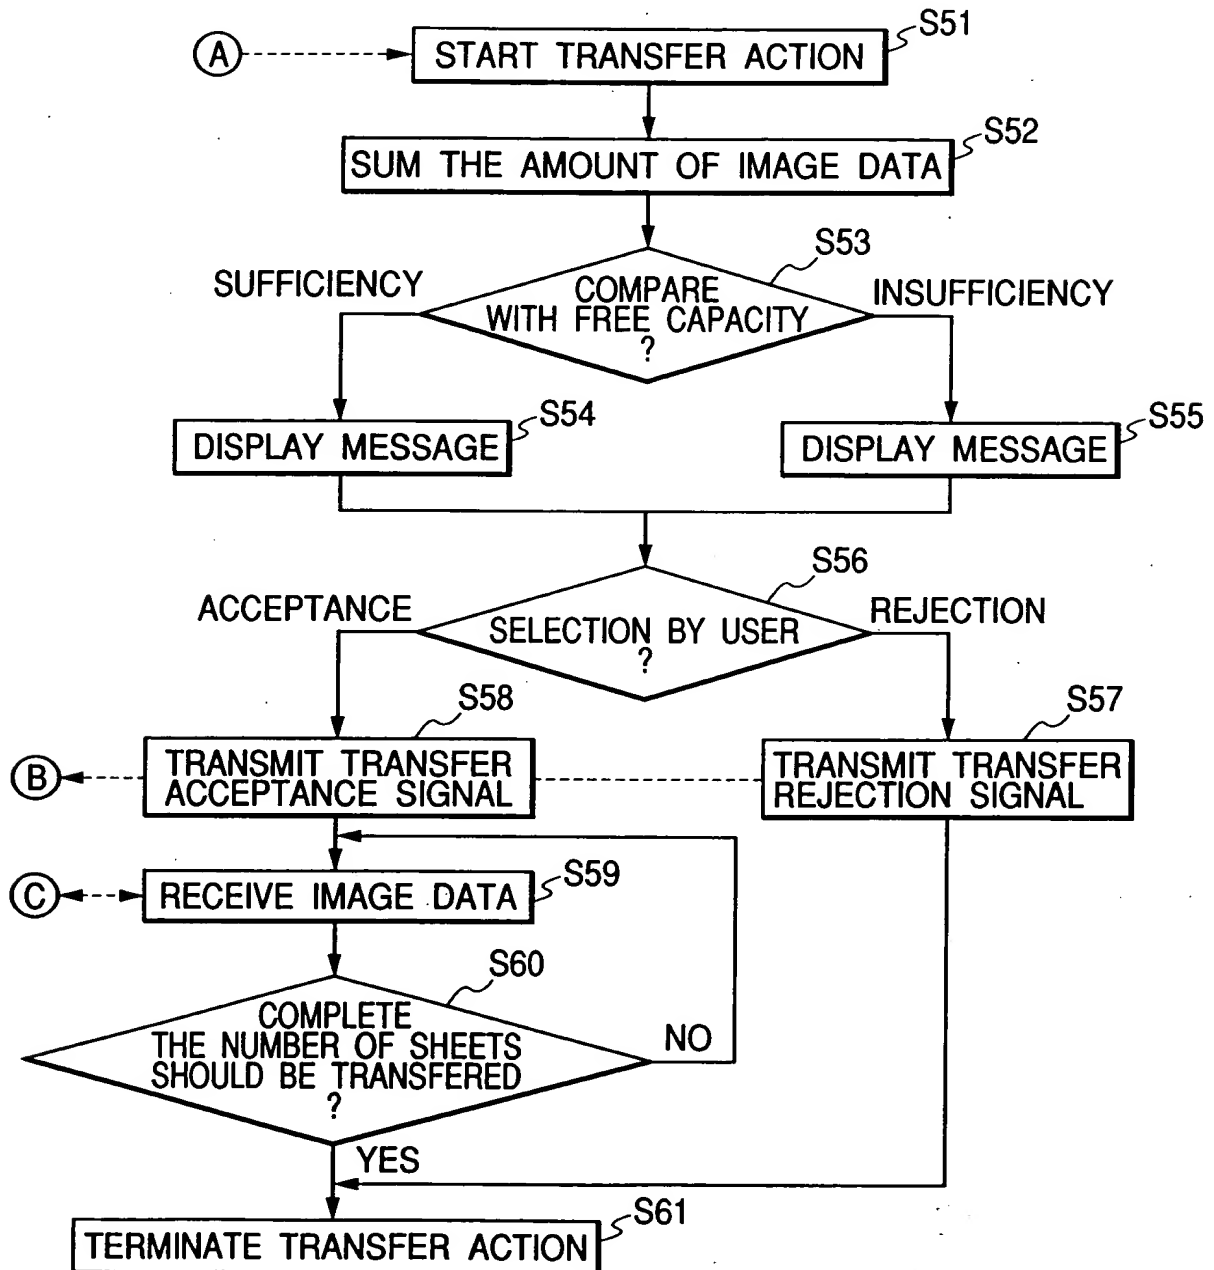 S51
A
START TRANSFER ACTION
S52
SUM THE AMOUNT OF IMAGE DATA
S53
SUFFICIENCY
INSUFFICIENCY
COMPARE
WITH FREE CAPACITY
?
S54
DISPLAY MESSAGE
S55
DISPLAY MESSAGE
S56
ACCEPTANCE
REJECTION
SELECTION BY USER
?
S58
S57
B
TRANSMIT TRANSFER
ACCEPTANCE SIGNAL
TRANSMIT TRANSFER
REJECTION SIGNAL
C
RECEIVE IMAGE DATA
S59
S60
COMPLETE
THE NUMBER OF SHEETS
SHOULD BE TRANSFERED
?
NO
YES
S61
TERMINATE TRANSFER ACTION